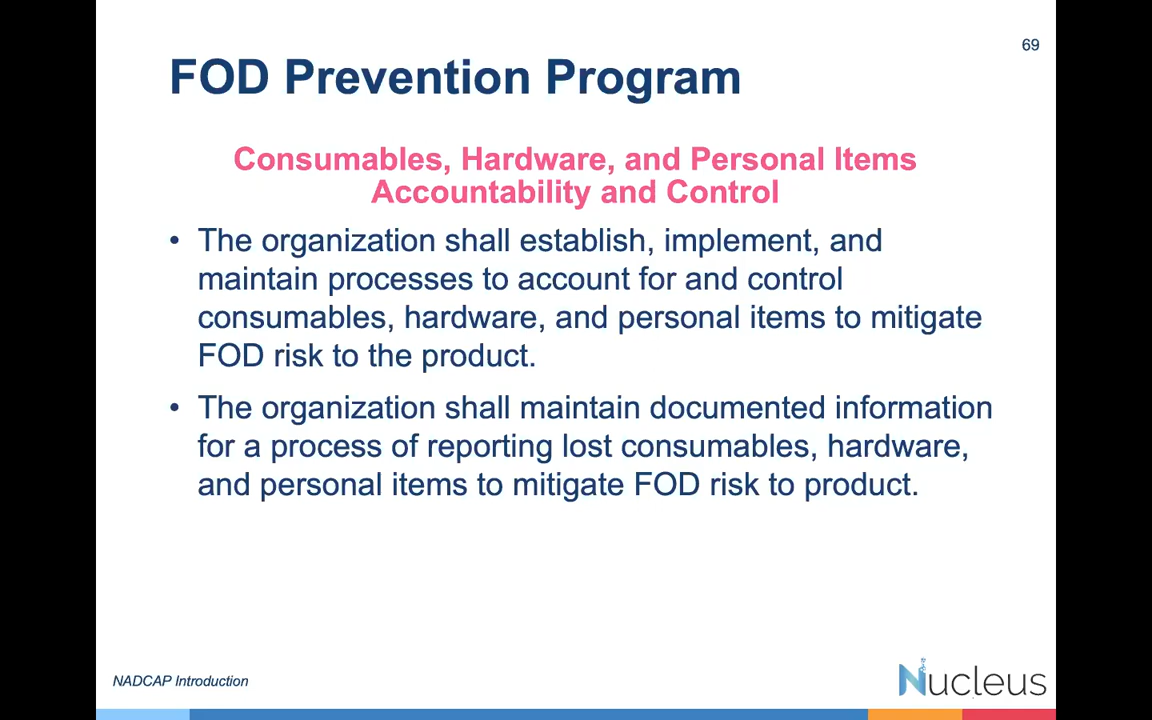 69
FOD Prevention Program
Consumables, Hardware, and Personal Items
Accountability and Control
• The organization shall establish, implement, and
maintain processes to account for and control
consumables, hardware, and personal items to mitigate
FOD risk to the product.
• The organization shall maintain documented information
for a process of reporting lost consumables, hardware,
and personal items to mitigate FOD risk to product.
NADCAP Introduction
Nucleus